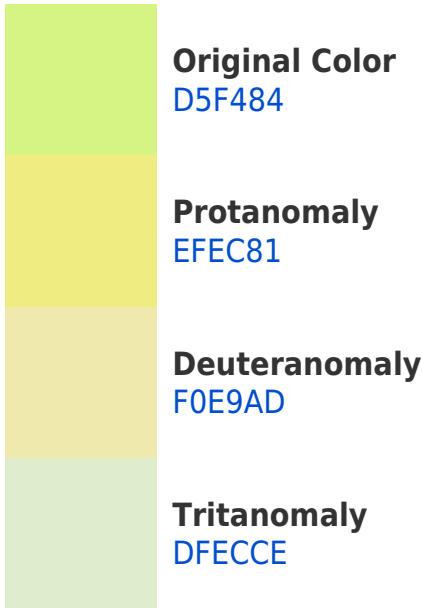 Original Color
D5F484
Protanomaly
EFEC81
Deuteranomaly
F0E9AD
Tritanomaly
DFECCE